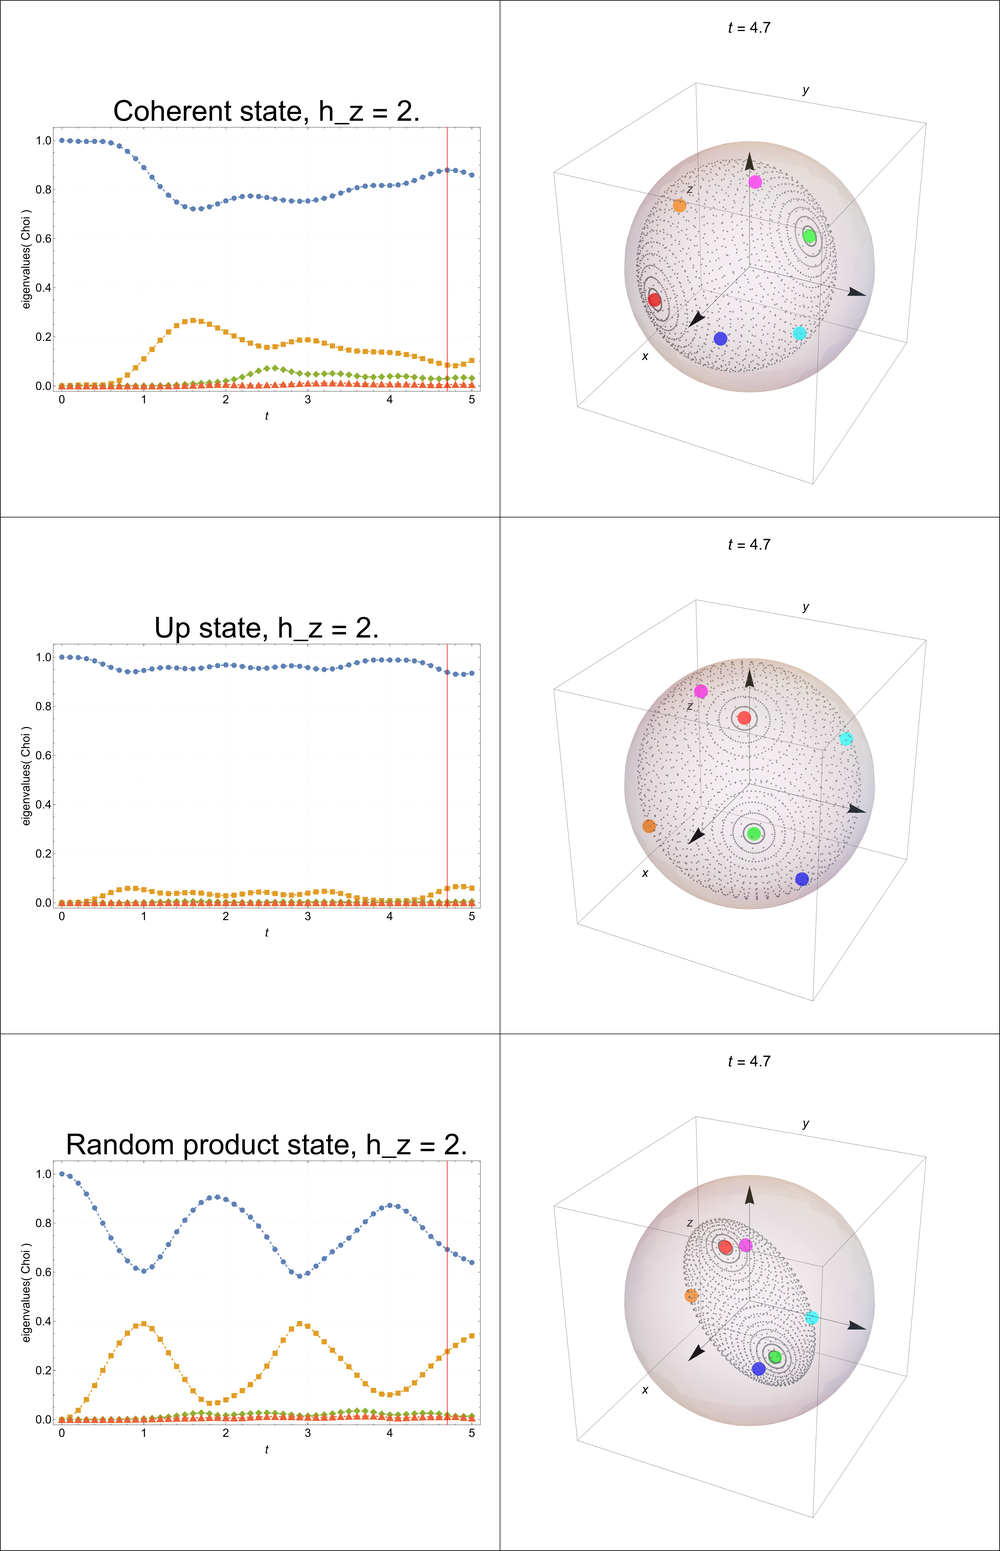 Coherent state, h_z = 2.
eigenvalues( Choi )
1.0
0.8
0.6
0.4
0.2
0.0
0 1 2 3 4 5
t
t = 4.7
y
z
x
Up state, h_z = 2.
eigenvalues( Choi )
1.0
0.8
0.6
0.4
0.2
0.0
0 1 2 3 4 5
t
t = 4.7
y
z
x
Random product state, h_z = 2.
eigenvalues( Choi )
1.0
0.8
0.6
0.4
0.2
0.0
0 1 2 3 4 5
t
t = 4.7
y
z
x